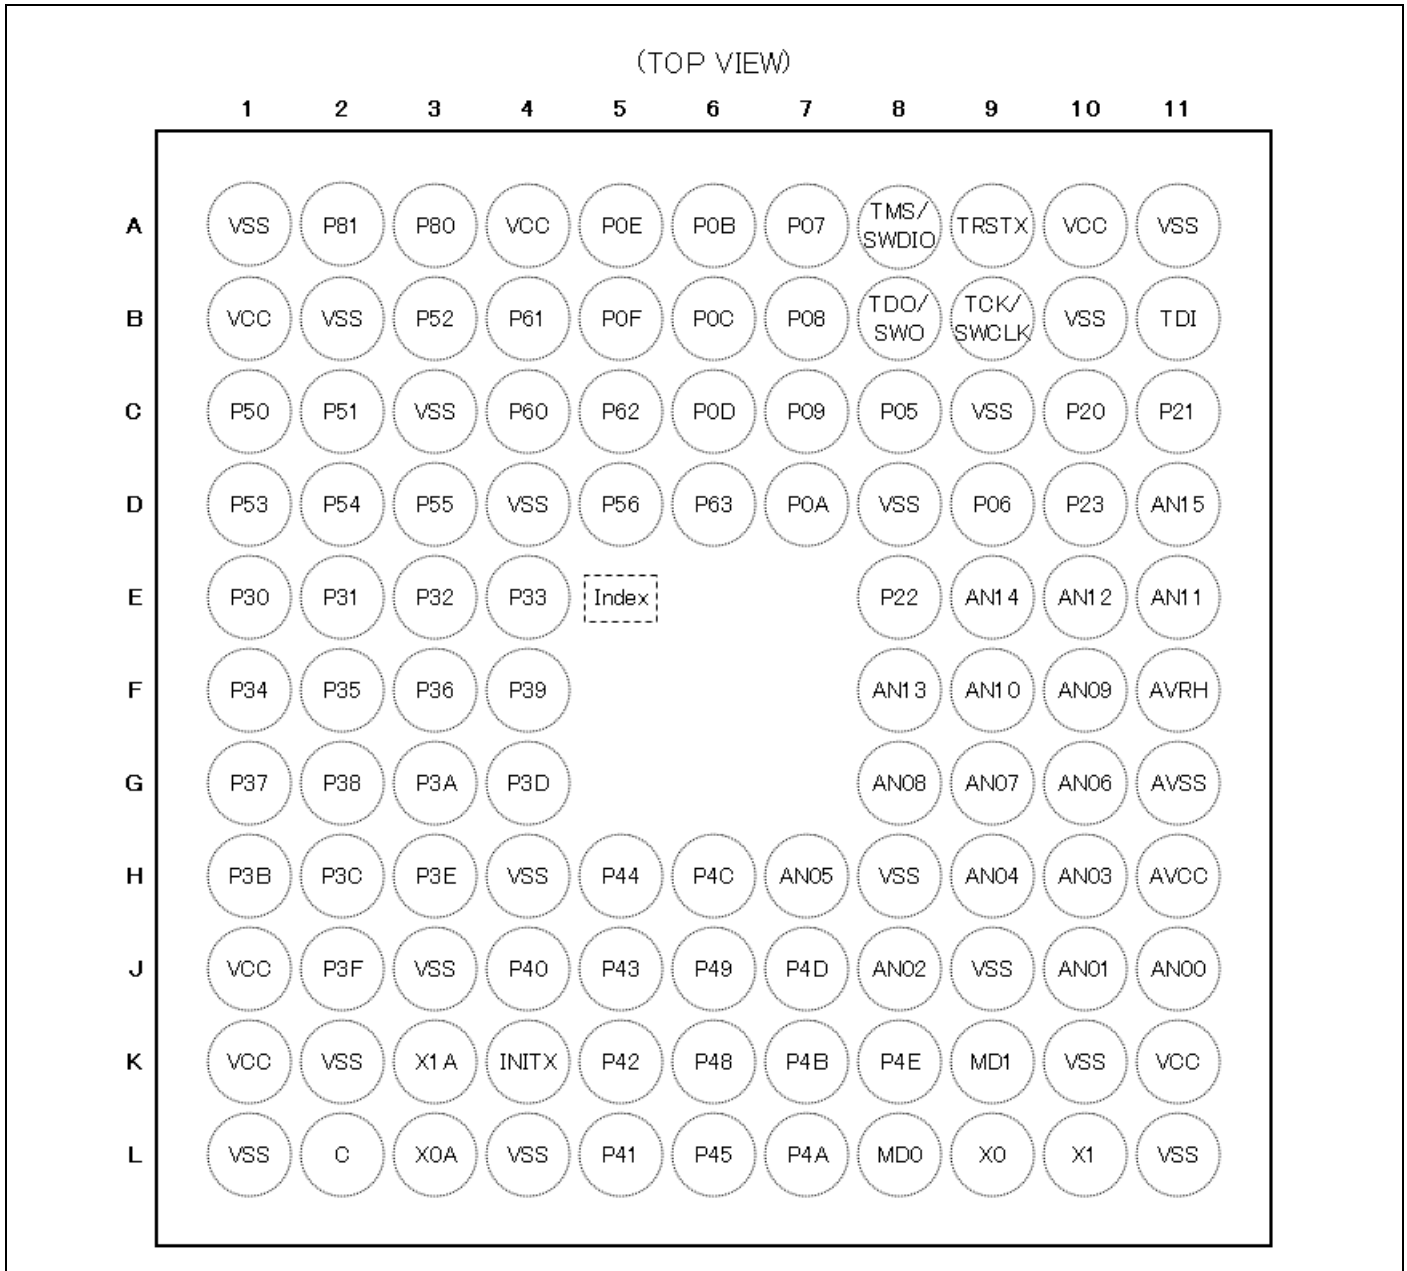 (TOP VIEW)
1 2 3 4 5 6 7 8 9 10 11
A VSS P81 P80 VCC P0E P0B P07 TMS/SWDIO TRSTX VCC VSS
B VCC VSS P52 P61 P0F P0C P08 TDO/SWO TCK/SWCLK VSS TDI
C P50 P51 VSS P60 P62 P0D P09 P05 VSS P20 P21
D P53 P54 P55 VSS P56 P63 P0A VSS P06 P23 AN15
E P30 P31 P32 P33 Index P22 AN14 AN12 AN11
F P34 P35 P36 P39 AN13 AN10 AN09 AVRH
G P37 P38 P3A P3D AN08 AN07 AN06 AVSS
H P3B P3C P3E VSS P44 P4C AN05 VSS AN04 AN03 AVCC
J VCC P3F VSS P40 P43 P49 P4D AN02 VSS AN01 AN00
K VCC VSS X1A INITX P42 P48 P4B P4E MD1 VSS VCC
L VSS C X0A VSS P41 P45 P4A MD0 X0 X1 VSS